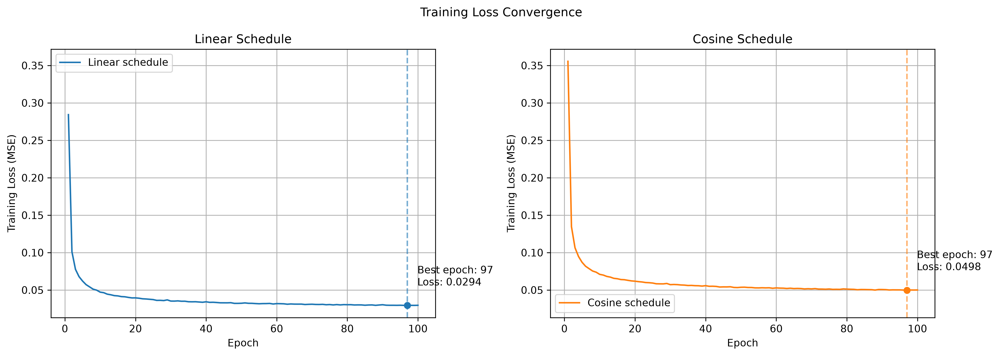 Training Loss Convergence
Linear Schedule
Linear schedule
0.35
0.30
0.25
0.20
0.15
0.10
0.05
Training Loss (MSE)
Best epoch: 97
Loss: 0.0294
0 20 40 60 80 100
Epoch
Cosine Schedule
0.35
0.30
0.25
0.20
0.15
0.10
0.05
Training Loss (MSE)
Best epoch: 97
Loss: 0.0498
Cosine schedule
0 20 40 60 80 100
Epoch